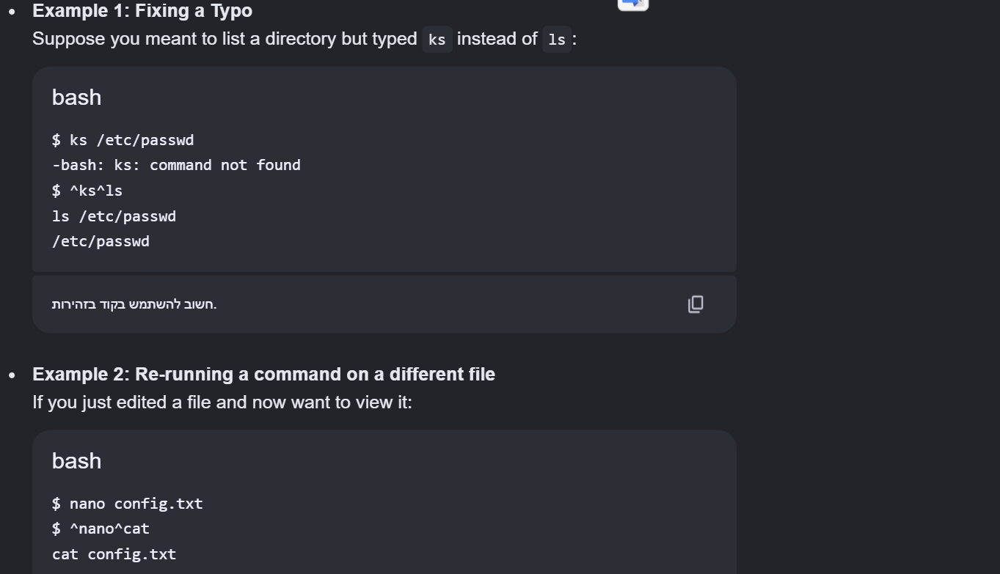 Example 1: Fixing a Typo
Suppose you meant to list a directory but typed ks instead of ls:
bash
$ ks /etc/passwd
-bash: ks: command not found
$ ^ks^ls
ls /etc/passwd
/etc/passwd
חשוב להשתמש בקוד בזהירות.
Example 2: Re-running a command on a different file
If you just edited a file and now want to view it:
bash
$ nano config.txt
$ ^nano^cat
cat config.txt